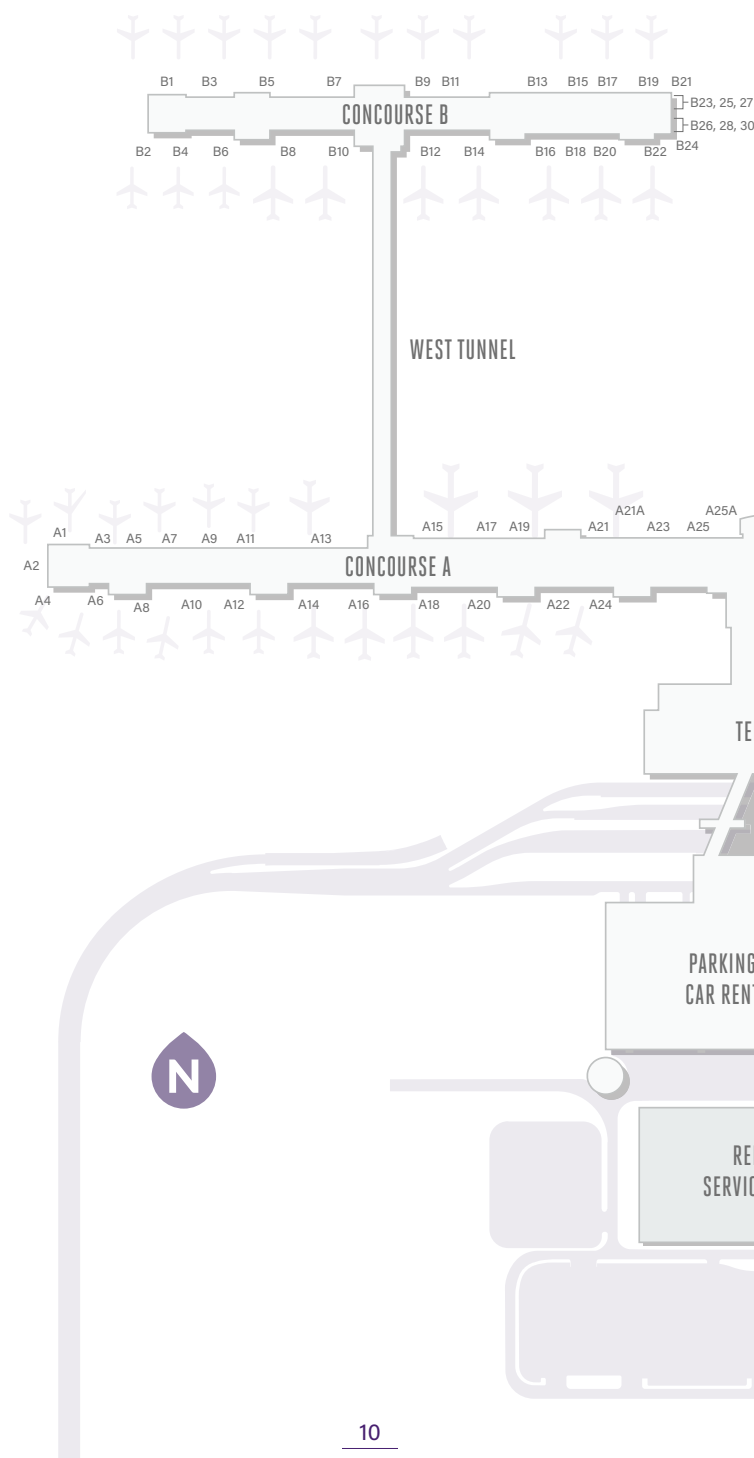 B1 B3 B5 B7 B9 B11 B13 B15 B17 B19 B21
B23, 25, 27
CONCOURSE B
B26, 28, 30
B24
B2 B4 B6 B8 B10 B12 B14 B16 B18 B20 B22
WEST TUNNEL
A21A A25A
A1 A3 A5 A7 A9 A11 A13 A15 A17 A19 A21 A23 A25
A2
CONCOURSE A
A4 A6 A8 A10 A12 A14 A16 A18 A20 A22 A24
TE
PARKING
CAR RENT
N
RE
SERVIC
10